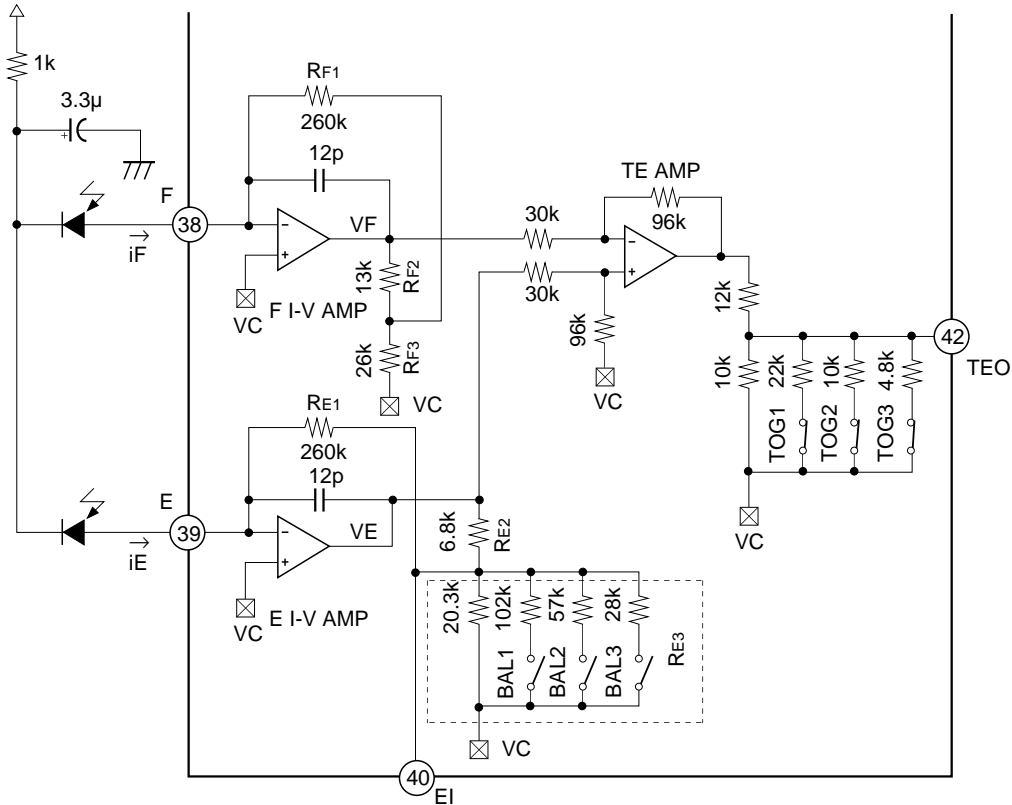 1k
RF1
3.3μ
260k
+
12p
TE AMP
F
38
−
+
VF
30k
−
+
96k
iF
30k
13k
RF2
12k
VC
F I-V AMP
96k
42
26k
RF3
10k
22k
10k
4.8k
TEO
VC
VC
TOG1
TOG2
TOG3
RE1
260k
12p
E
39
−
+
VE
6.8k
RE2
VC
iE
20.3k
102k
57k
28k
VC
E I-V AMP
BAL1
BAL2
BAL3
RE3
VC
40
EI